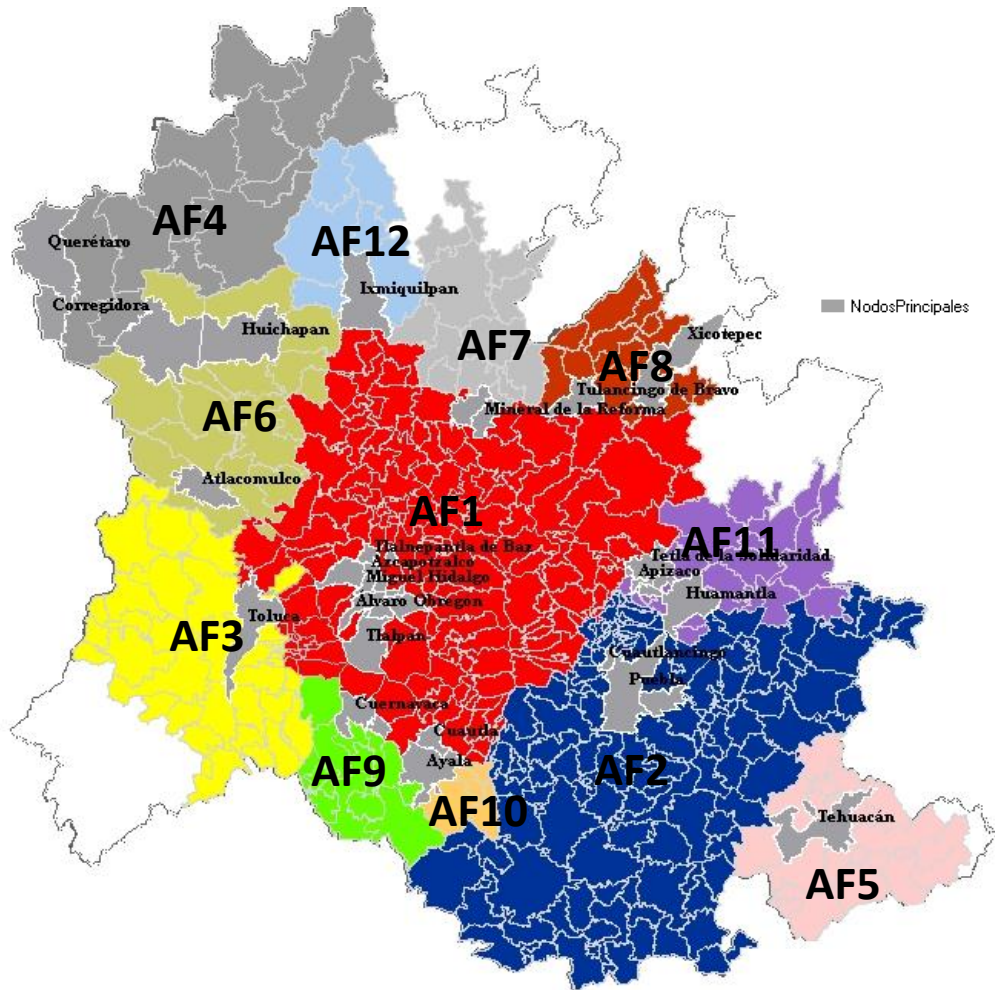 AF4
Querétaro
AF12
Ixmiquilpan
Corregidora
NodosPrincipales
Huichapan
Xicotepec
AF7
AF8
Tulancingo de Bravo
Mineral de la Reforma
AF6
Atlacomulco
AF1
Tlalnepantla de Baz
Azcapotzalco
Miguel Hidalgo
Alvaro Obregon
Tlalpan
AF11
Tetla de la Solidaridad
Apizaco
Huamantla
Toluca
AF3
Cuautlancingo
Puebla
Cuernavaca
Cuautla
Ayala
AF9
AF2
AF10
Tehuacán
AF5